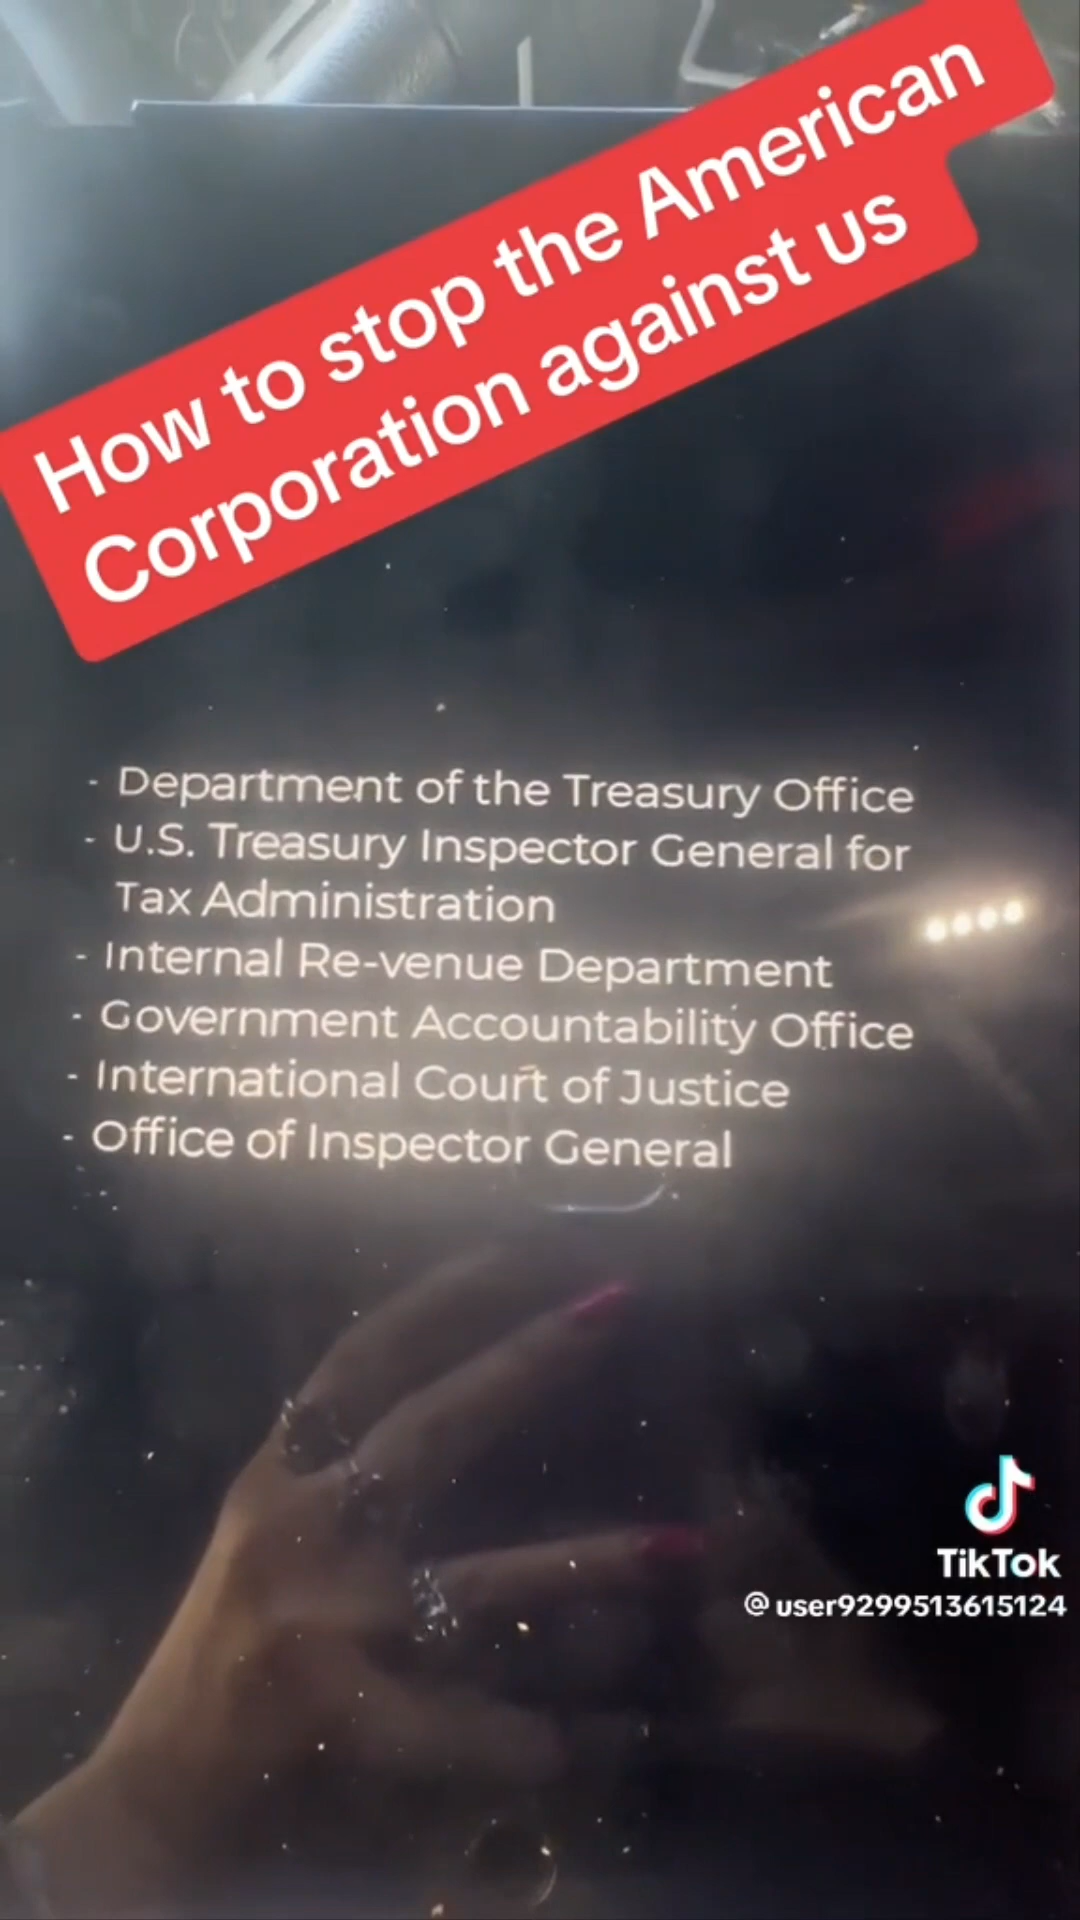 How to stop the American
Corporation against us
- Department of the Treasury Office
- U.S. Treasury Inspector General for
Tax Administration
- Internal Re-venue Department
- Government Accountability Office
- International Court of Justice
- Office of Inspector General
TikTok
@user9299513615124